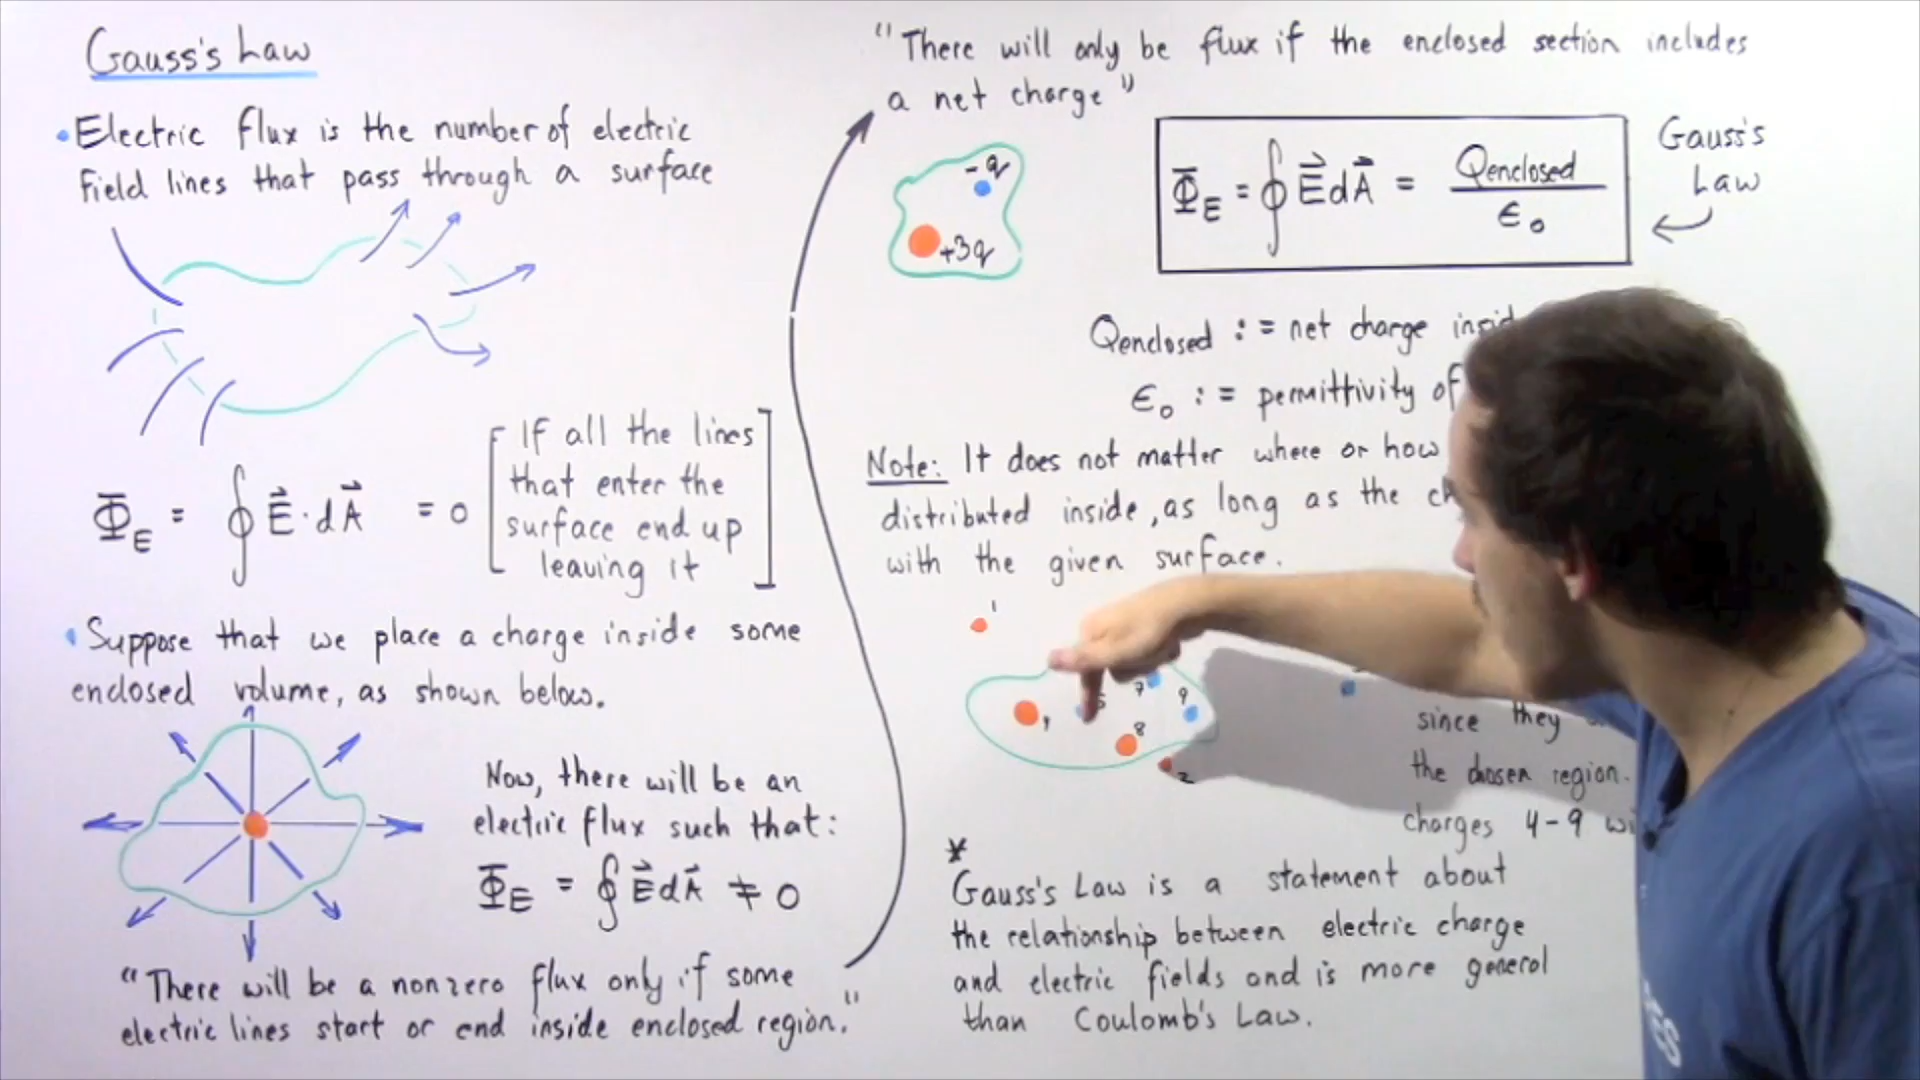 Gauss's Law
• Electric flux is the number of electric
field lines that pass through a surface
Φ_E = ∮ E⃗ · dA⃗ = 0
[If all the lines
that enter the
surface end up
leaving it]
• Suppose that we place a charge inside some
enclosed volume, as shown below.
Now, there will be an
electric flux such that:
Φ_E = ∮ E⃗ dA⃗ ≠ 0
"There will be a nonzero flux only if some
electric lines start or end inside enclosed region."
"There will only be flux if the enclosed section includes
a net charge"
-q
+3q
Φ_E = ∮ E⃗ dA⃗ = Qenclosed / ϵ₀
Gauss's
Law
Qenclosed := net charge
ϵ₀ := permittivity of
Note: It does not matter where or how
distributed inside, as long as the
with the given surface.
1
7
9
8
2
since they
the chosen region.
charges 4-9
*
Gauss's Law is a statement about
the relationship between electric charge
and electric fields and is more general
than Coulomb's Law.